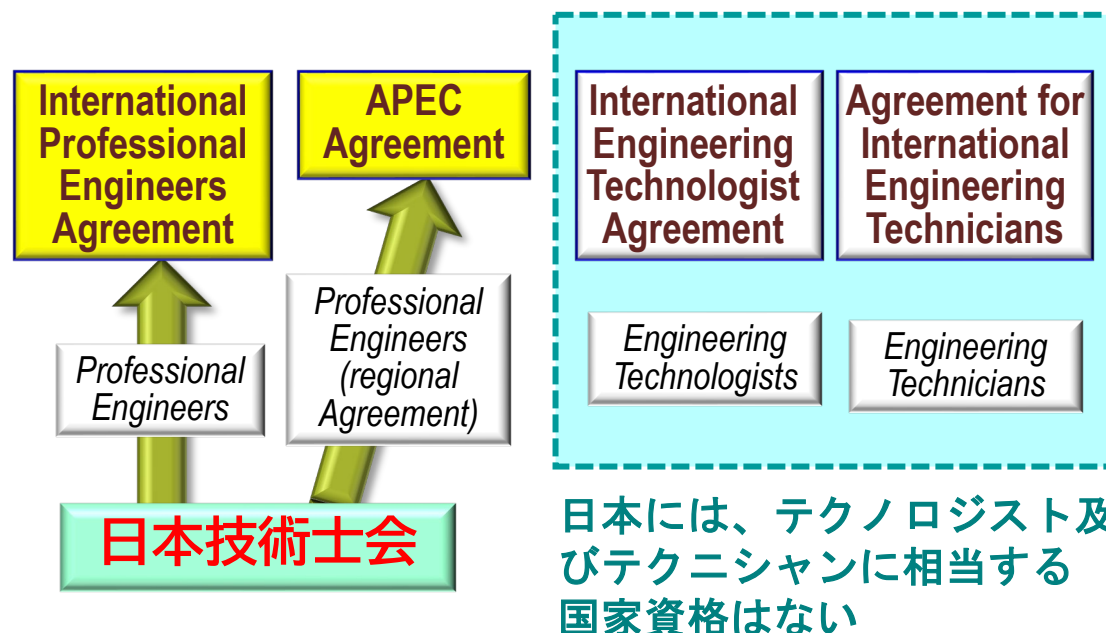 International
Professional
Engineers
Agreement
APEC
Agreement
International
Engineering
Technologist
Agreement
Agreement for
International
Engineering
Technicians
Professional
Engineers
Professional
Engineers
(regional
Agreement)
Engineering
Technologists
Engineering
Technicians
日本技術士会
日本には、テクノロジスト及
びテクニシャンに相当する
国家資格はない